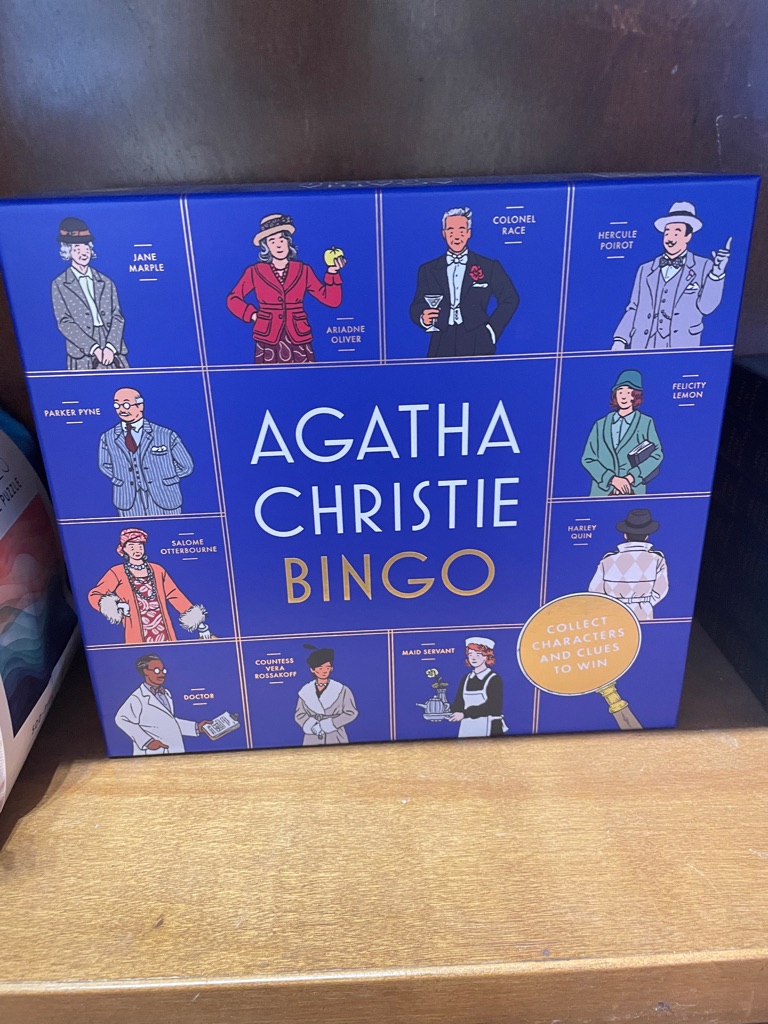 JANE
MARPLE
ARIADNE
OLIVER
COLONEL
RACE
HERCULE
POIROT
PARKER PYNE
AGATHA
CHRISTIE
BINGO
FELICITY
LEMON
SALOME
OTTERBOURNE
HARLEY
QUIN
DOCTOR
COUNTESS
VERA
ROSSAKOFF
MAID SERVANT
COLLECT
CHARACTERS
AND CLUES
TO WIN
PUZZLE